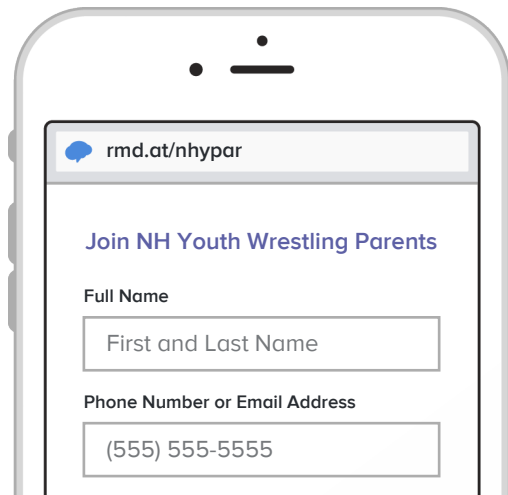 rmd.at/nhypar
Join NH Youth Wrestling Parents
Full Name
First and Last Name
Phone Number or Email Address
(555) 555-5555